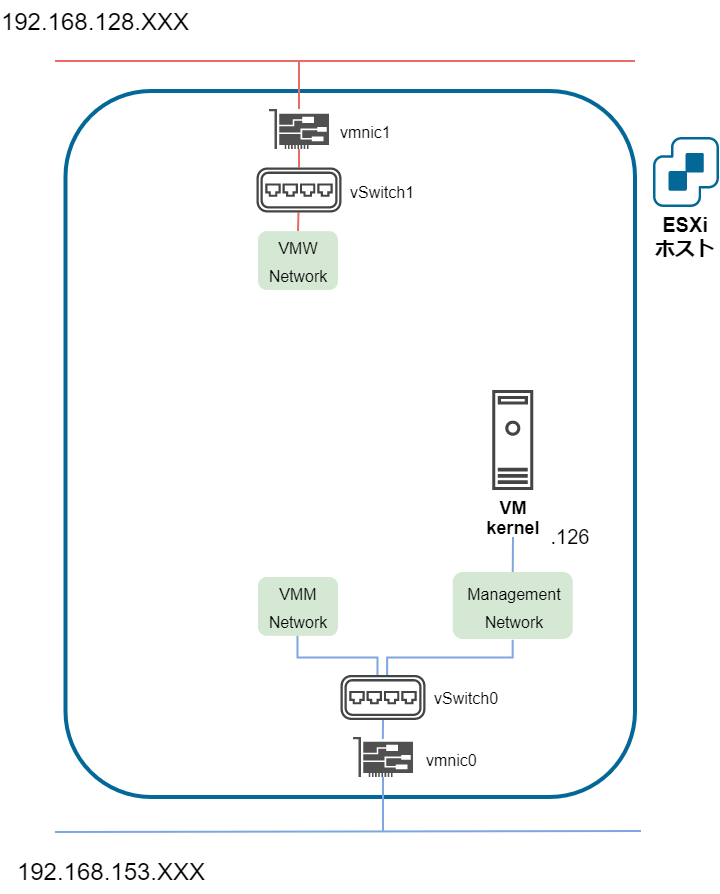 192.168.128.XXX
vmnic1
vSwitch1
VMW
Network
ESXi
ホスト
VM
kernel
.126
VMM
Network
Management
Network
vSwitch0
vmnic0
192.168.153.XXX